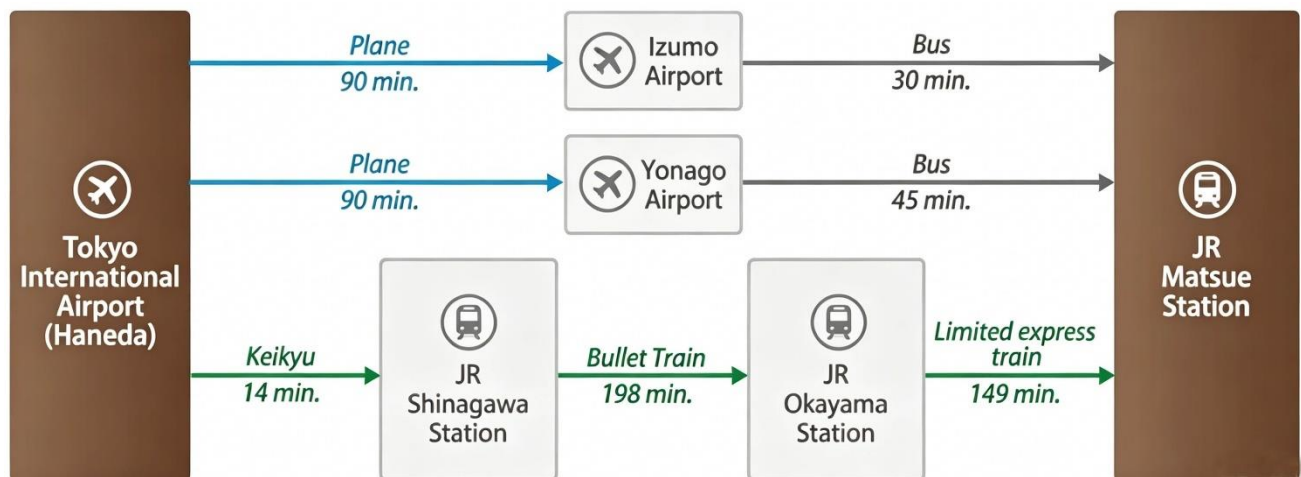 Plane
90 min.
Izumo
Airport
Bus
30 min.
Plane
90 min.
Yonago
Airport
Bus
45 min.
Tokyo
International
Airport
(Haneda)
Keikyu
14 min.
JR
Shinagawa
Station
Bullet Train
198 min.
JR
Okayama
Station
Limited express
train
149 min.
JR
Matsue
Station